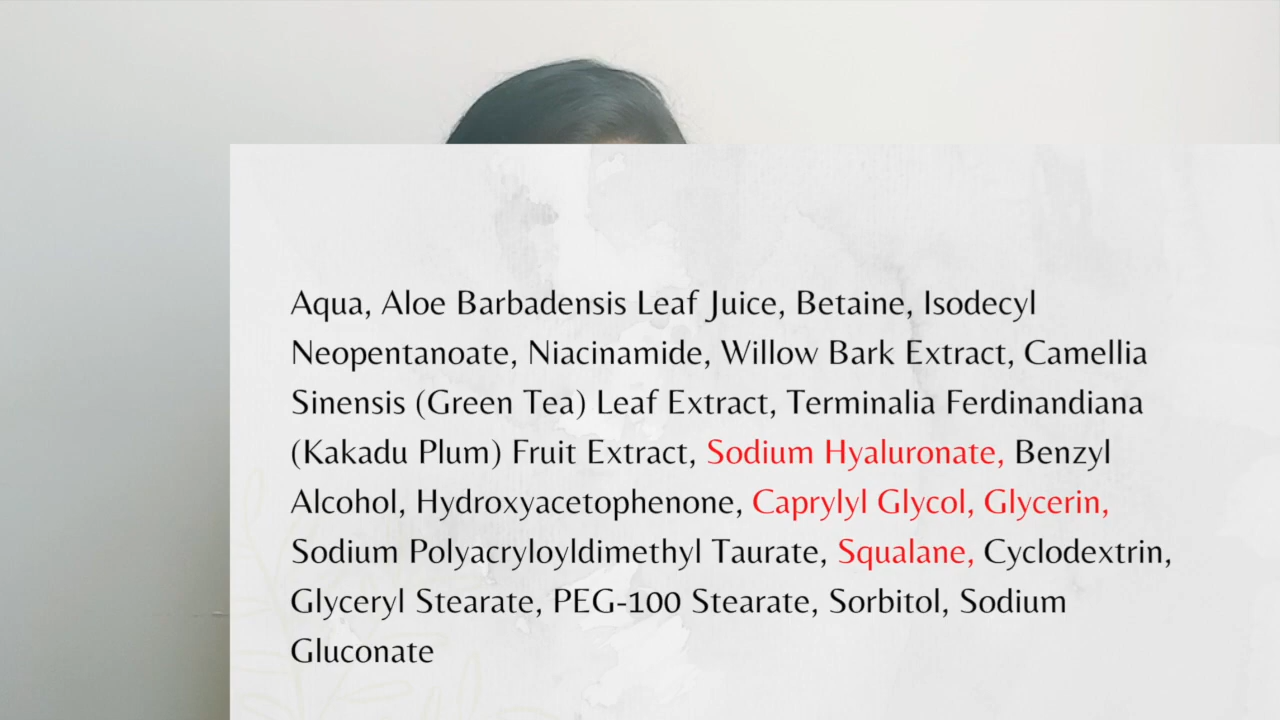 Aqua, Aloe Barbadensis Leaf Juice, Betaine, Isodecyl
Neopentanoate, Niacinamide, Willow Bark Extract, Camellia
Sinensis (Green Tea) Leaf Extract, Terminalia Ferdinandiana
(Kakadu Plum) Fruit Extract, Sodium Hyaluronate, Benzyl
Alcohol, Hydroxyacetophenone, Caprylyl Glycol, Glycerin,
Sodium Polyacryloyldimethyl Taurate, Squalane, Cyclodextrin,
Glyceryl Stearate, PEG-100 Stearate, Sorbitol, Sodium
Gluconate